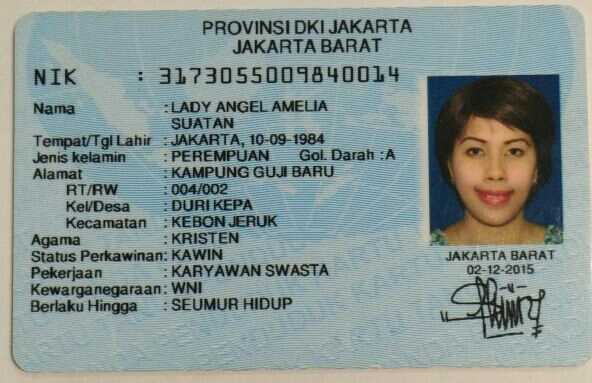 PROVINSI DKI JAKARTA
JAKARTA BARAT
NIK : 3173055009840014
Nama : LADY ANGEL AMELIA
SUATAN
Tempat/Tgl Lahir : JAKARTA, 10-09-1984
Jenis kelamin : PEREMPUAN Gol. Darah : A
Alamat : KAMPUNG GUJI BARU
RT/RW : 004/002
Kel/Desa : DURI KEPA
Kecamatan : KEBON JERUK
Agama : KRISTEN
Status Perkawinan: KAWIN
Pekerjaan : KARYAWAN SWASTA
Kewarganegaraan: WNI
Berlaku Hingga : SEUMUR HIDUP
JAKARTA BARAT
02-12-2015